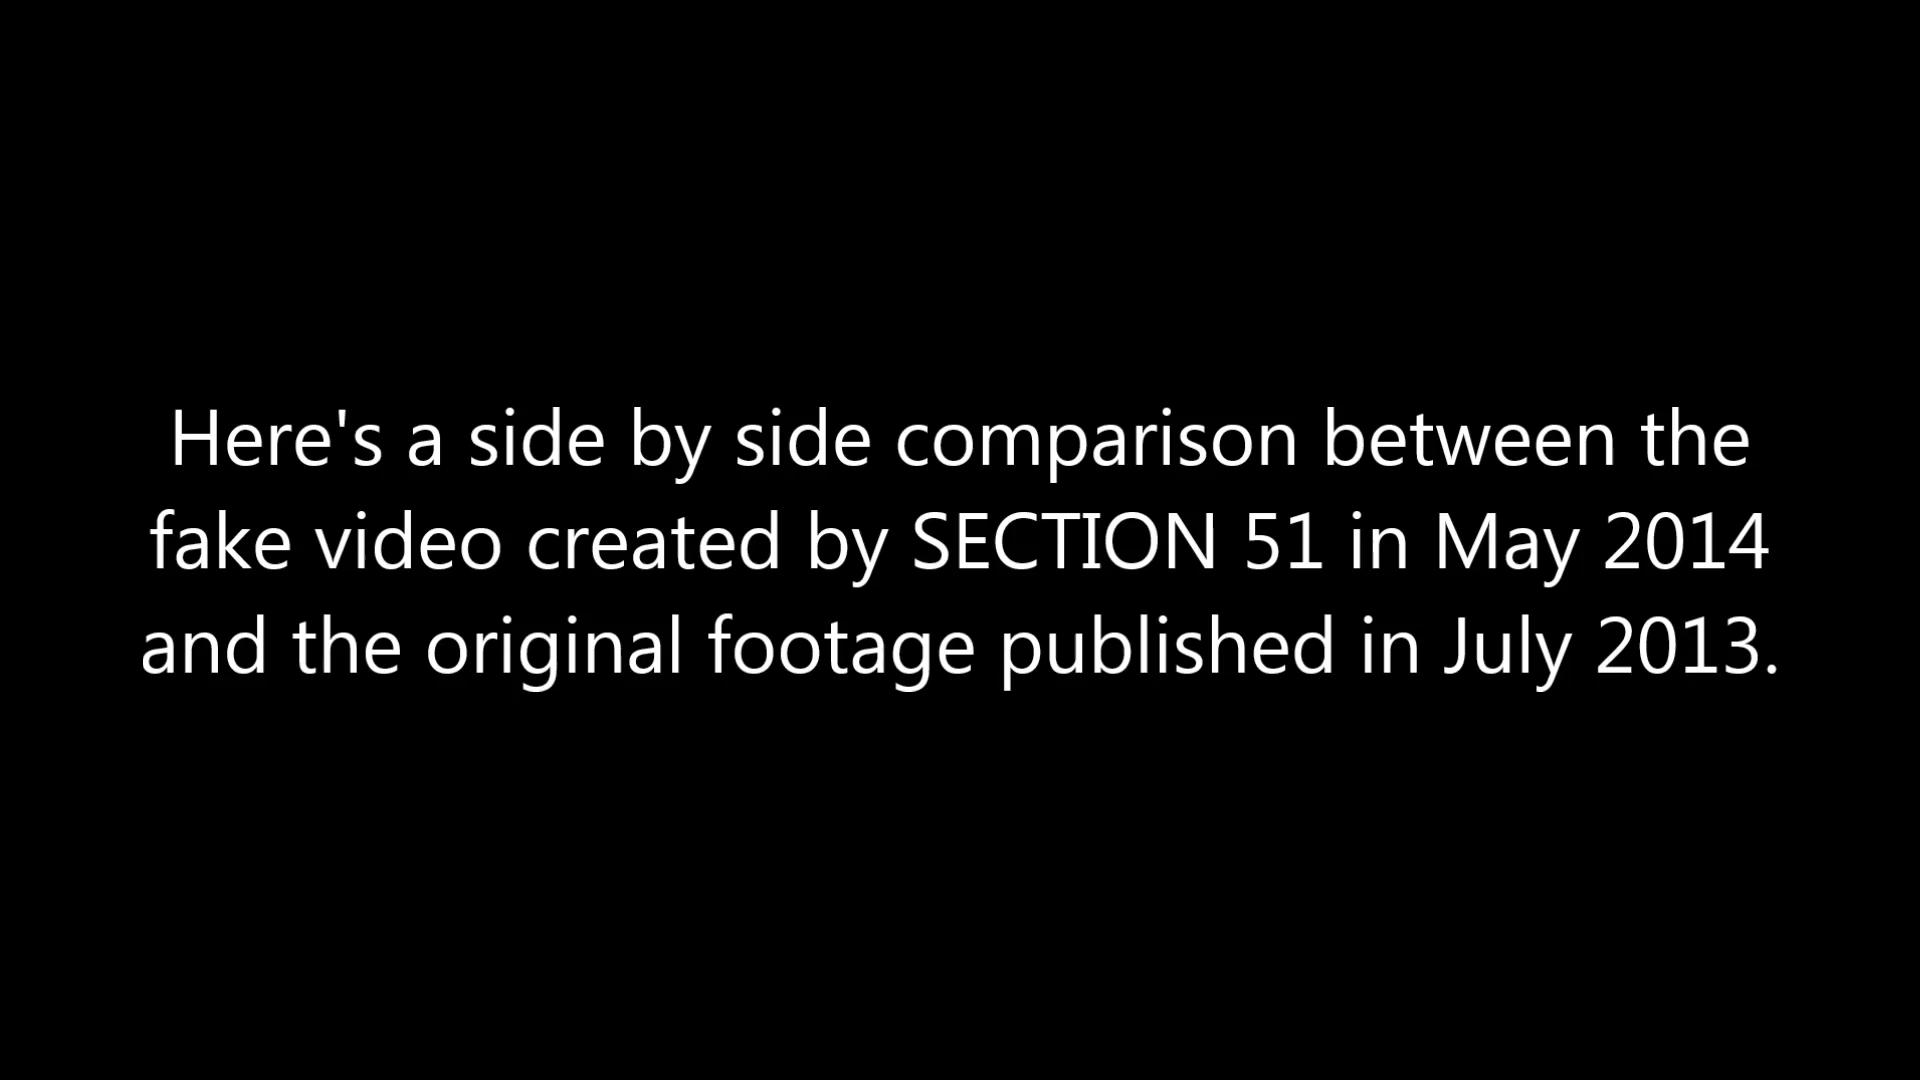 Here's a side by side comparison between the
fake video created by SECTION 51 in May 2014
and the original footage published in July 2013.